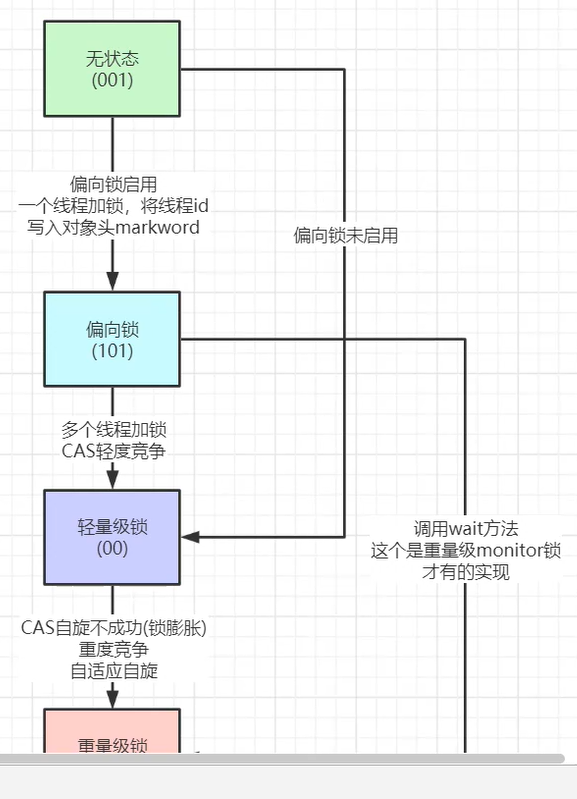 无状态
(001)
偏向锁启用
一个线程加锁，将线程id
写入对象头markword
偏向锁未启用
偏向锁
(101)
多个线程加锁
CAS轻度竞争
轻量级锁
(00)
调用wait方法
这个是重量级monitor锁
才有的实现
CAS自旋不成功(锁膨胀)
重度竞争
自适应自旋
重量级锁